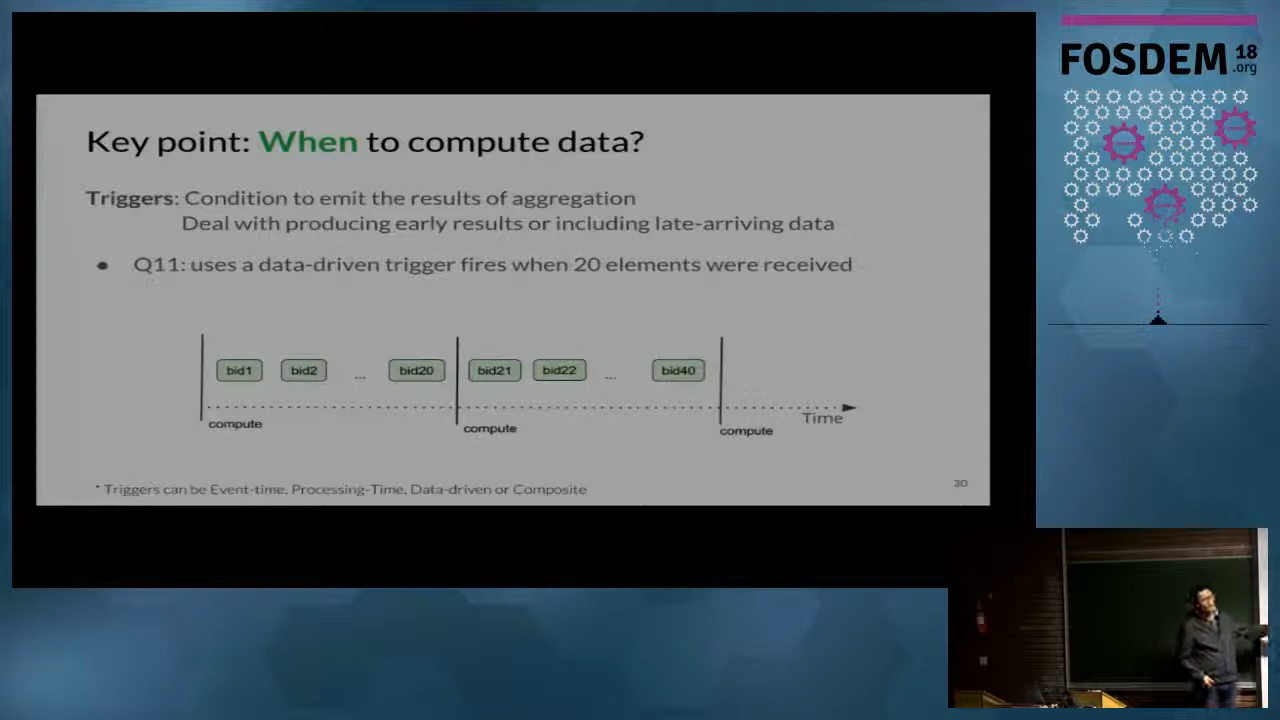 Key point: When to compute data?
Triggers: Condition to emit the results of aggregation
Deal with producing early results or including late-arriving data
● Q11: uses a data-driven trigger fires when 20 elements were received
bid1 bid2 ... bid20 bid21 bid22 ... bid40
compute compute compute Time
* Triggers can be Event-time, Processing-Time, Data-driven or Composite
30
FOSDEM 18
.org